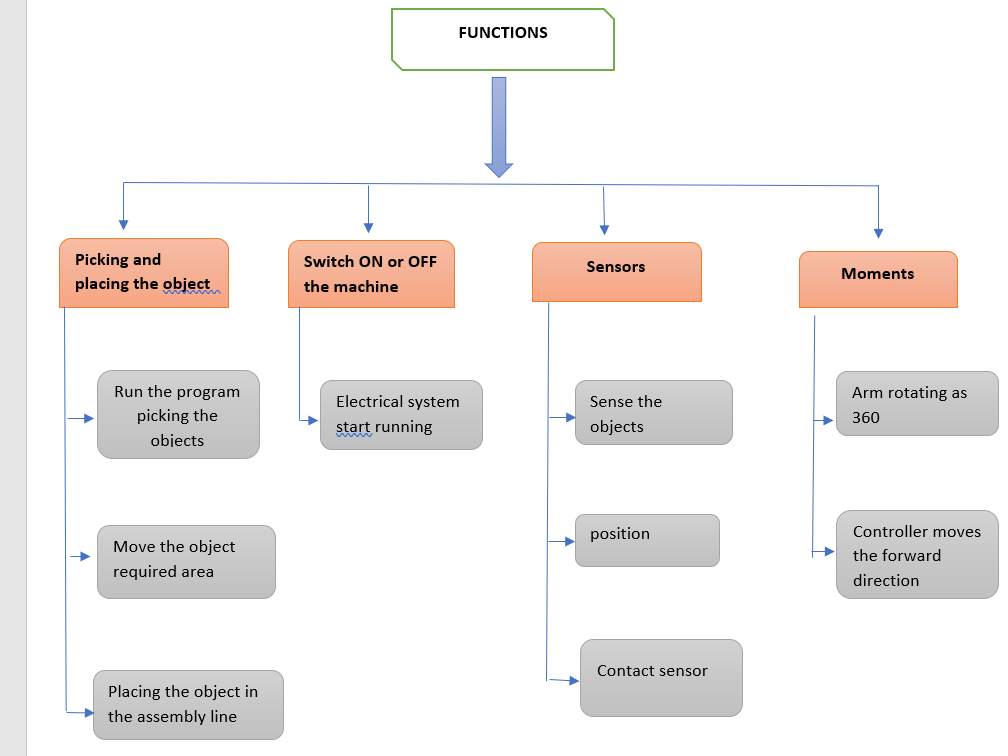 FUNCTIONS
Picking and
placing the object
Switch ON or OFF
the machine
Sensors
Moments
Run the program
picking the
objects
Electrical system
start running
Sense the
objects
Arm rotating as
360
Move the object
required area
position
Controller moves
the forward
direction
Placing the object in
the assembly line
Contact sensor